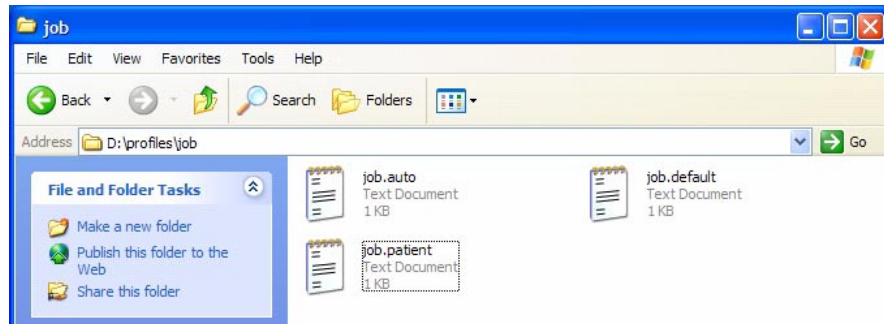 job
File Edit View Favorites Tools Help
Back Search Folders
Address D:\profiles\job Go
File and Folder Tasks
Make a new folder
Publish this folder to the
Web
Share this folder
job.auto
Text Document
1 KB
job.default
Text Document
1 KB
job.patient
Text Document
1 KB